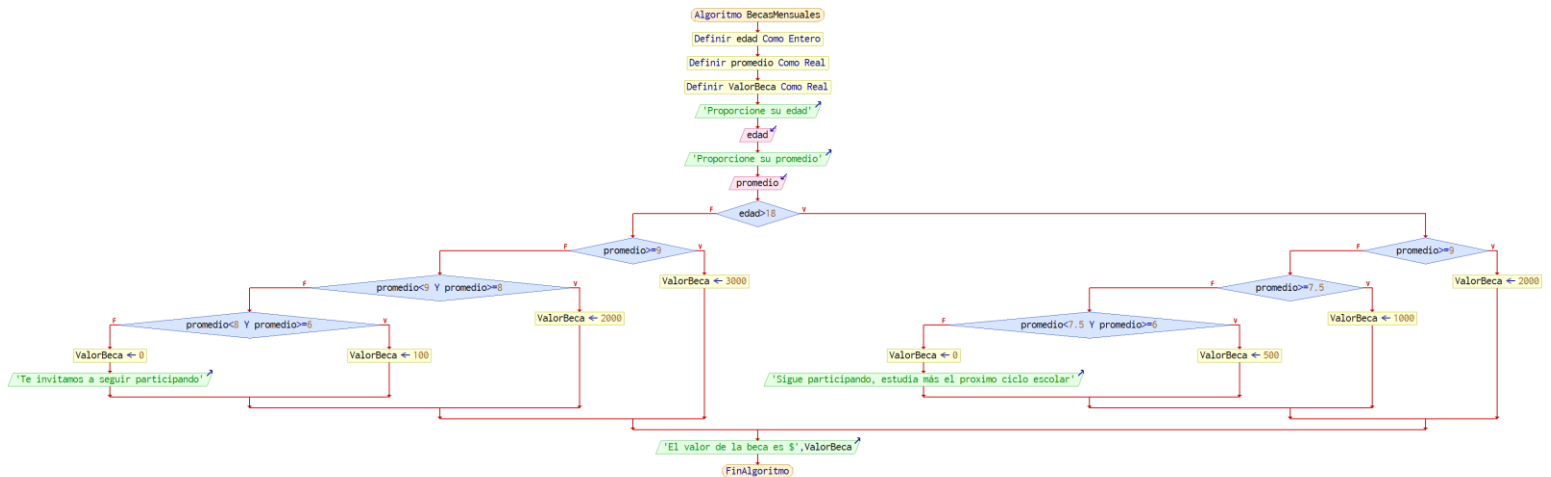 Algoritmo BecasMensuales
Definir edad Como Entero
Definir promedio Como Real
Definir ValorBeca Como Real
'Proporcione su edad'
edad
'Proporcione su promedio'
promedio
F
edad>18
V
F
promedio>=9
V
F
promedio>=9
V
F
promedio<9 Y promedio>=8
V
ValorBeca ← 3000
F
promedio>=7.5
V
ValorBeca ← 2000
F
promedio<8 Y promedio>=6
V
ValorBeca ← 2000
F
promedio<7.5 Y promedio>=6
V
ValorBeca ← 1000
ValorBeca ← 0
ValorBeca ← 100
ValorBeca ← 0
ValorBeca ← 500
'Te invitamos a seguir participando'
'Sigue participando, estudia más el proximo ciclo escolar'
'El valor de la beca es $',ValorBeca
FinAlgoritmo